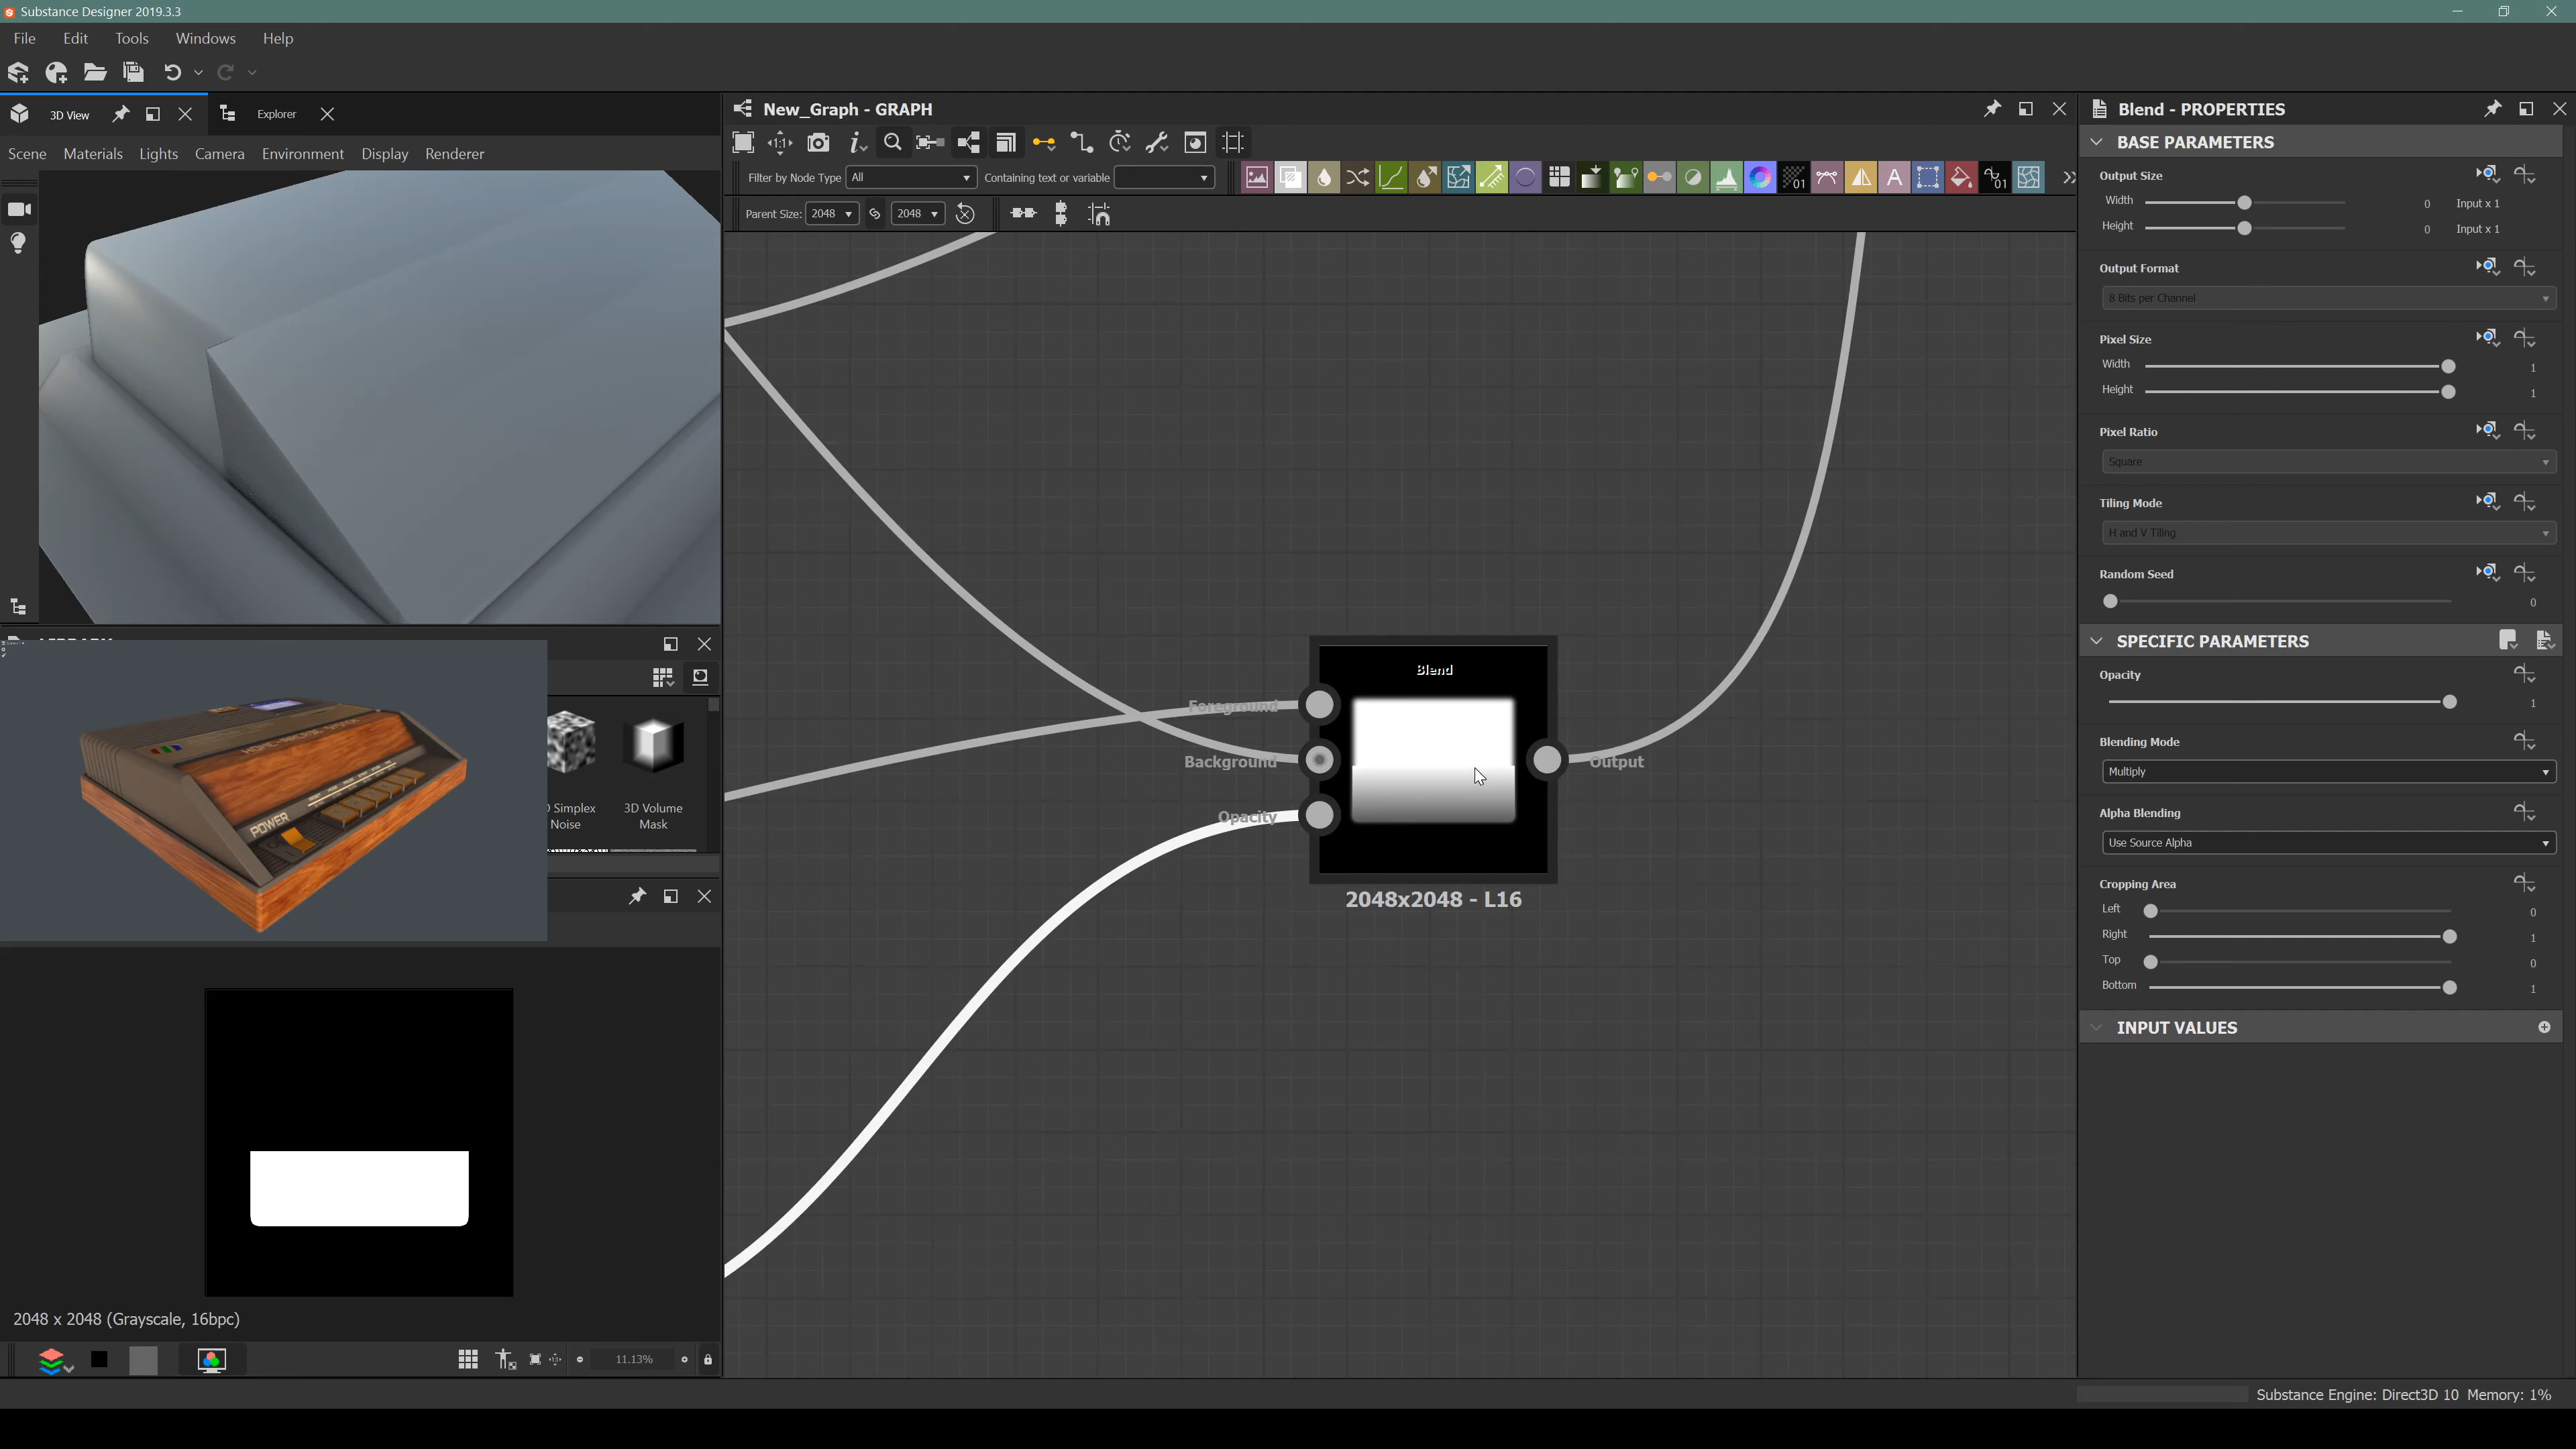 Substance Designer 2019.3.3
File Edit Tools Windows Help
3D View
Explorer
New_Graph - GRAPH
Blend - PROPERTIES
Scene Materials Lights Camera Environment Display Renderer
Filter by Node Type All Containing text or variable
Parent Size: 2048 2048
BASE PARAMETERS
Output Size
Width 0 Input x 1
Height 0 Input x 1
Output Format
8 Bits per Channel
Pixel Size
Width 1
Height 1
Pixel Ratio
Square
Tiling Mode
H and V Tiling
Random Seed
0
SPECIFIC PARAMETERS
Opacity
1
Blending Mode
Multiply
Alpha Blending
Use Source Alpha
Cropping Area
Left 0
Right 1
Top 0
Bottom 1
INPUT VALUES
Blend
Foreground
Background
Opacity
Output
2048x2048 - L16
POWER
Simplex
Noise
3D Volume
Mask
2048 x 2048 (Grayscale, 16bpc)
11.13%
Substance Engine: Direct3D 10 Memory: 1%